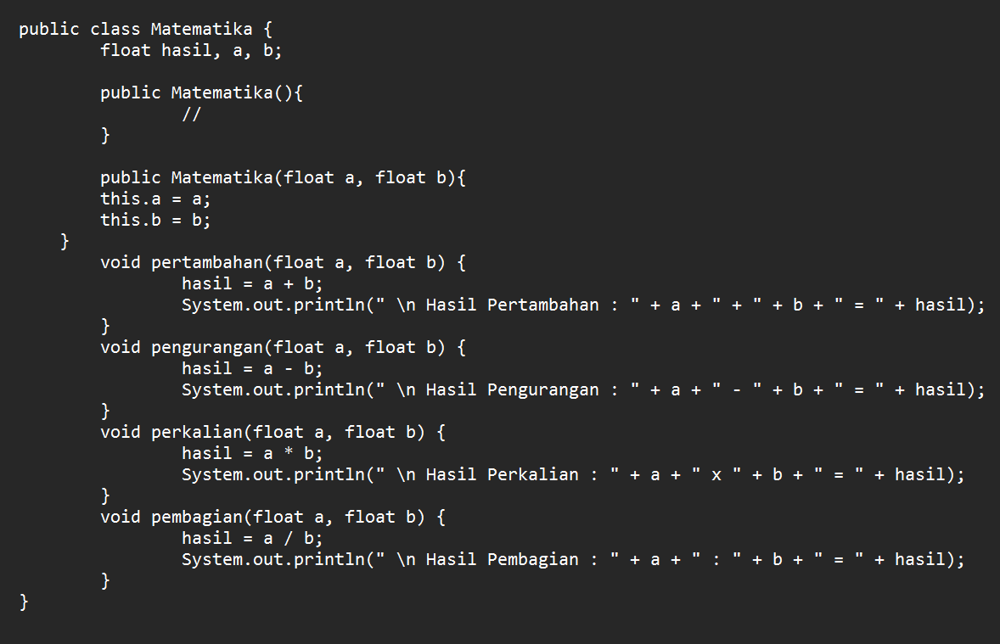 public class Matematika {
        float hasil, a, b;

        public Matematika(){
                //
        }

        public Matematika(float a, float b){
        this.a = a;
        this.b = b;
    }
        void pertambahan(float a, float b) {
                hasil = a + b;
                System.out.println(" \n Hasil Pertambahan : " + a + " + " + b + " = " + hasil);
        }
        void pengurangan(float a, float b) {
                hasil = a - b;
                System.out.println(" \n Hasil Pengurangan : " + a + " - " + b + " = " + hasil);
        }
        void perkalian(float a, float b) {
                hasil = a * b;
                System.out.println(" \n Hasil Perkalian : " + a + " x " + b + " = " + hasil);
        }
        void pembagian(float a, float b) {
                hasil = a / b;
                System.out.println(" \n Hasil Pembagian : " + a + " : " + b + " = " + hasil);
        }
}